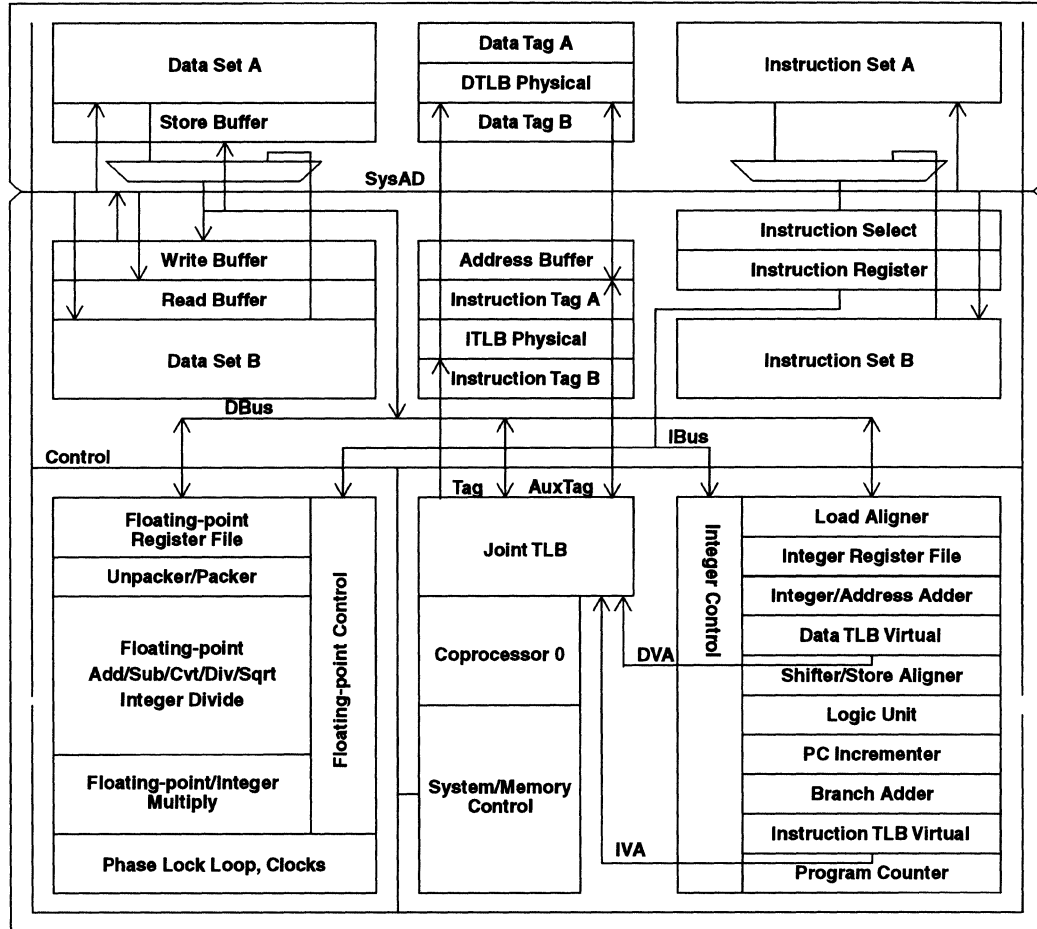 Data Set A
Store Buffer
Data Tag A
DTLB Physical
Data Tag B
Instruction Set A
SysAD
Write Buffer
Read Buffer
Data Set B
Address Buffer
Instruction Tag A
ITLB Physical
Instruction Tag B
Instruction Select
Instruction Register
Instruction Set B
DBus
IBus
Control
Tag
AuxTag
Floating-point
Register File
Unpacker/Packer
Floating-point
Add/Sub/Cvt/Div/Sqrt
Integer Divide
Floating-point/Integer
Multiply
Floating-point Control
Phase Lock Loop, Clocks
Joint TLB
Coprocessor 0
System/Memory
Control
DVA
IVA
Integer Control
Load Aligner
Integer Register File
Integer/Address Adder
Data TLB Virtual
Shifter/Store Aligner
Logic Unit
PC Incrementer
Branch Adder
Instruction TLB Virtual
Program Counter